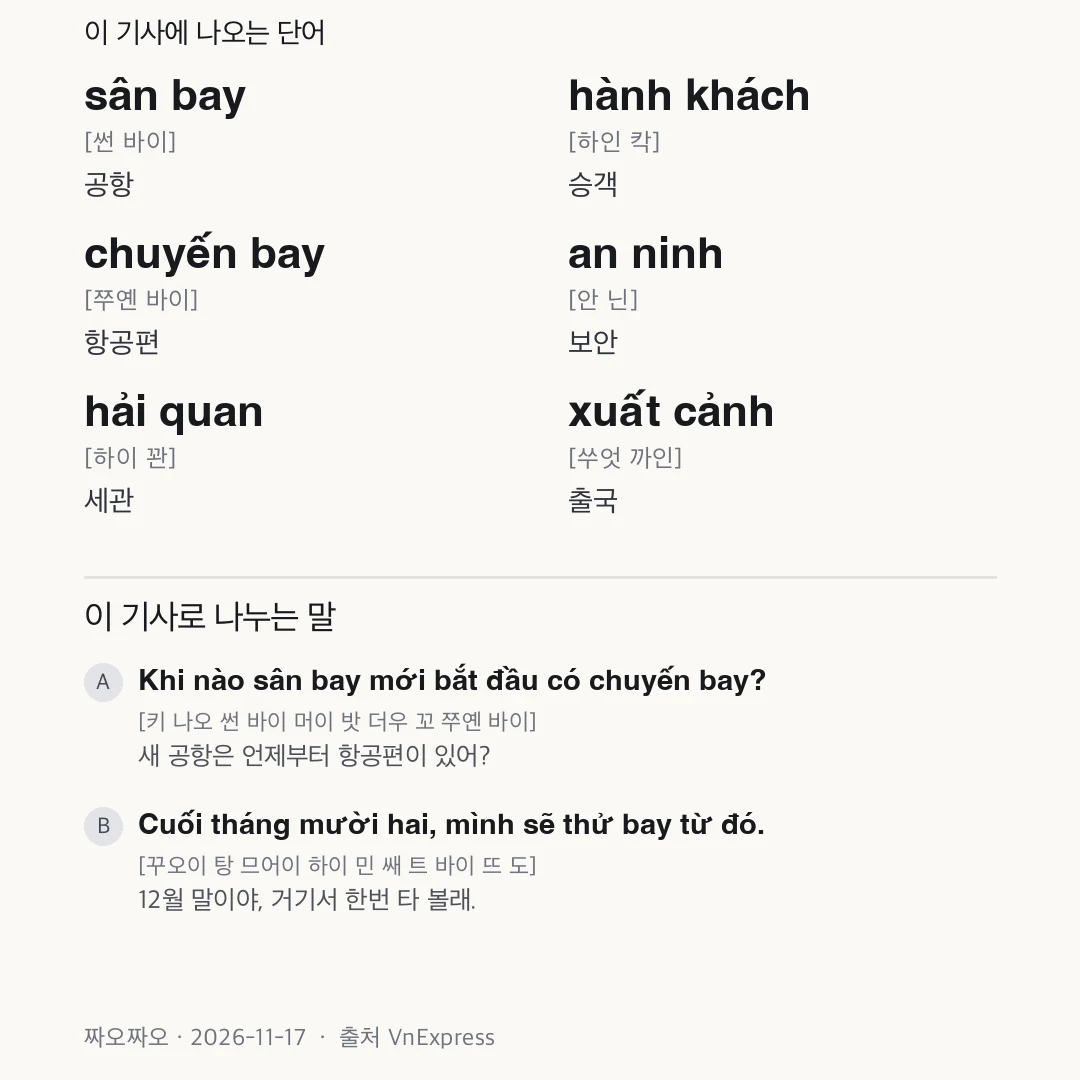 이 기사에 나오는 단어
sân bay
[썬 바이]
공항
hành khách
[하인 칵]
승객
chuyến bay
[쭈옌 바이]
항공편
an ninh
[안 닌]
보안
hải quan
[하이 꽌]
세관
xuất cảnh
[쑤엇 까인]
출국
이 기사로 나누는 말
A
Khi nào sân bay mới bắt đầu có chuyến bay?
[키 나오 썬 바이 머이 밧 더우 꼬 쭈옌 바이]
새 공항은 언제부터 항공편이 있어?
B
Cuối tháng mười hai, mình sẽ thử bay từ đó.
[꾸오이 탕 므어이 하이 민 쌔 트 바이 뜨 도]
12월 말이야, 거기서 한번 타 볼래.
짜오짜오 · 2026-11-17 · 출처 VnExpress